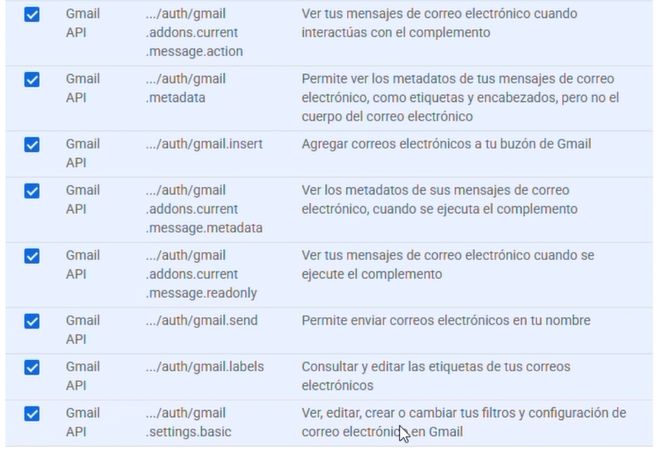 Gmail API
.../auth/gmail.addons.current.message.action
Ver tus mensajes de correo electrónico cuando
interactúas con el complemento
Gmail API
.../auth/gmail.metadata
Permite ver los metadatos de tus mensajes de correo
electrónico, como etiquetas y encabezados, pero no el
cuerpo del correo electrónico
Gmail API
.../auth/gmail.insert
Agregar correos electrónicos a tu buzón de Gmail
Gmail API
.../auth/gmail.addons.current.message.metadata
Ver los metadatos de sus mensajes de correo
electrónico, cuando se ejecuta el complemento
Gmail API
.../auth/gmail.addons.current.message.readonly
Ver tus mensajes de correo electrónico cuando se
ejecute el complemento
Gmail API
.../auth/gmail.send
Permite enviar correos electrónicos en tu nombre
Gmail API
.../auth/gmail.labels
Consultar y editar las etiquetas de tus correos
electrónicos
Gmail API
.../auth/gmail.settings.basic
Ver, editar, crear o cambiar tus filtros y configuración de
correo electrónico en Gmail